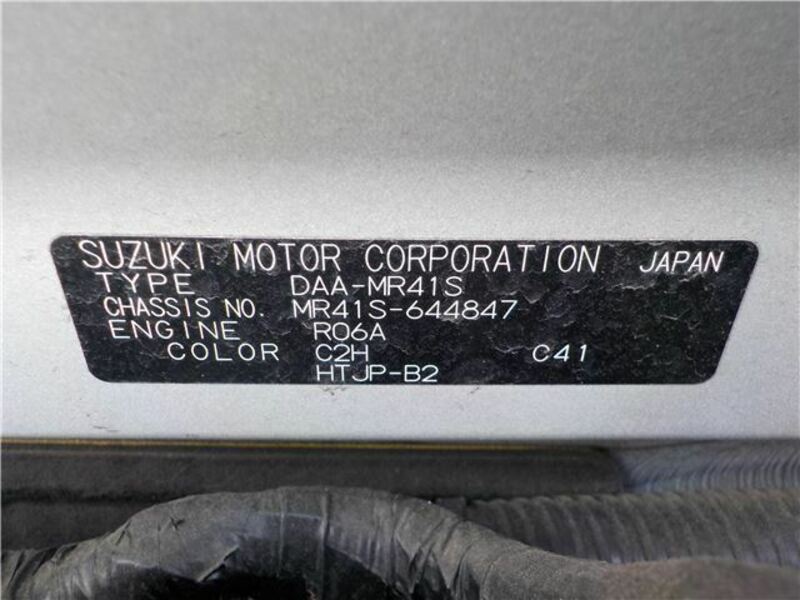 SUZUKI MOTOR CORPORATION JAPAN
TYPE DAA-MR41S
CHASSIS NO. MR41S-644847
ENGINE R06A
COLOR C2H C41
HTJP-B2